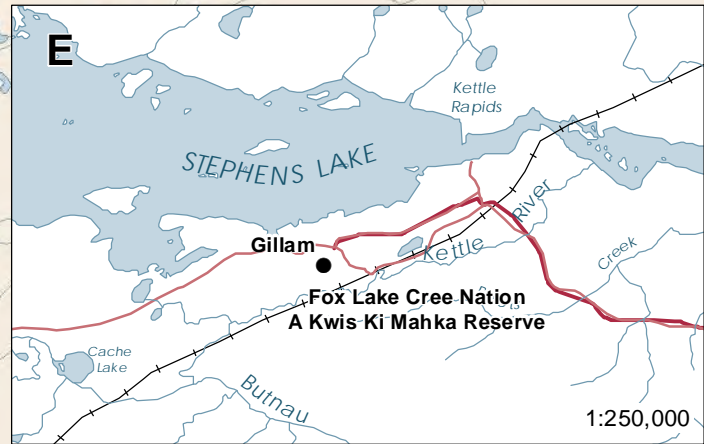 E
Kettle
Rapids
STEPHENS LAKE
Gillam
Kettle River
Creek
Fox Lake Cree Nation
A Kwis Ki Mahka Reserve
Cache
Lake
Butnau
1:250,000